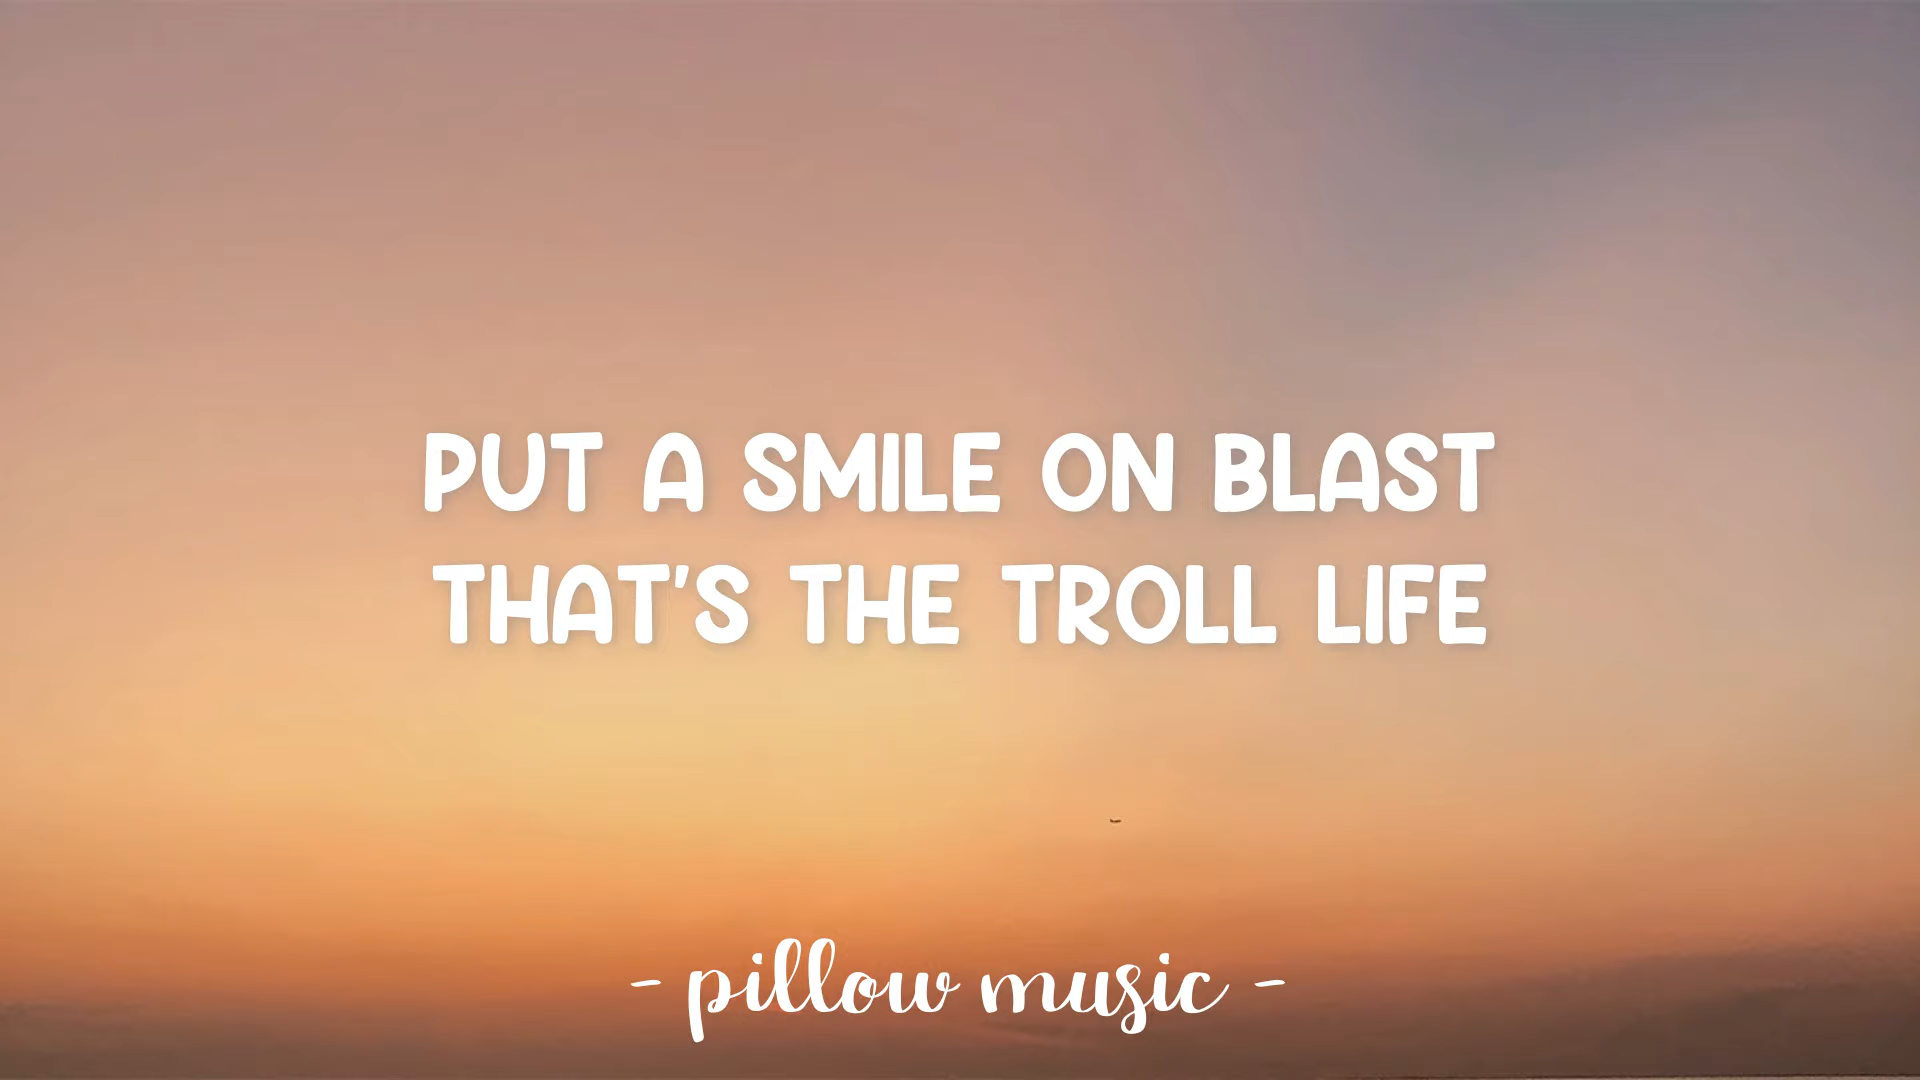 PUT A SMILE ON BLAST
THAT'S THE TROLL LIFE
- pillow music -